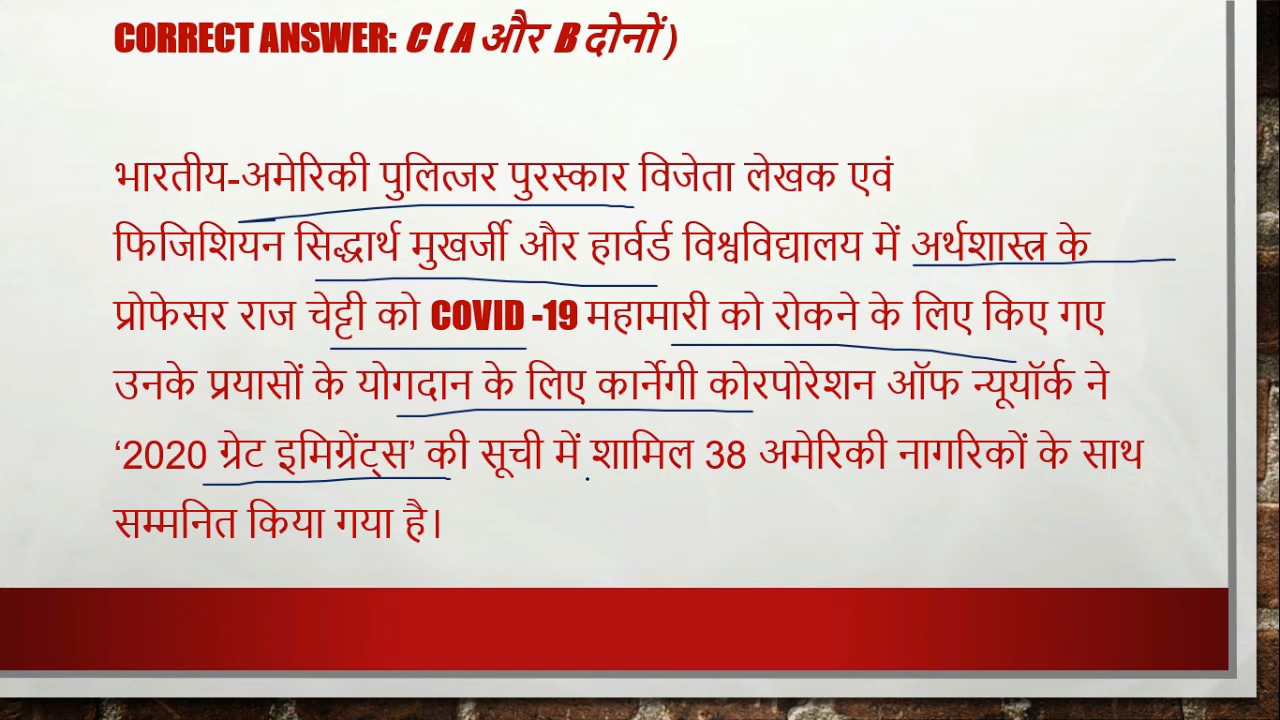 CORRECT ANSWER: C ( A और B दोनों )
भारतीय-अमेरिकी पुलित्जर पुरस्कार विजेता लेखक एवं
फिजिशियन सिद्धार्थ मुखर्जी और हार्वर्ड विश्वविद्यालय में अर्थशास्त्र के
प्रोफेसर राज चेट्टी को COVID -19 महामारी को रोकने के लिए किए गए
उनके प्रयासों के योगदान के लिए कार्नेगी कोरपोरेशन ऑफ न्यूयॉर्क ने
‘2020 ग्रेट इमिग्रेंट्स’ की सूची में शामिल 38 अमेरिकी नागरिकों के साथ
सम्मनित किया गया है।